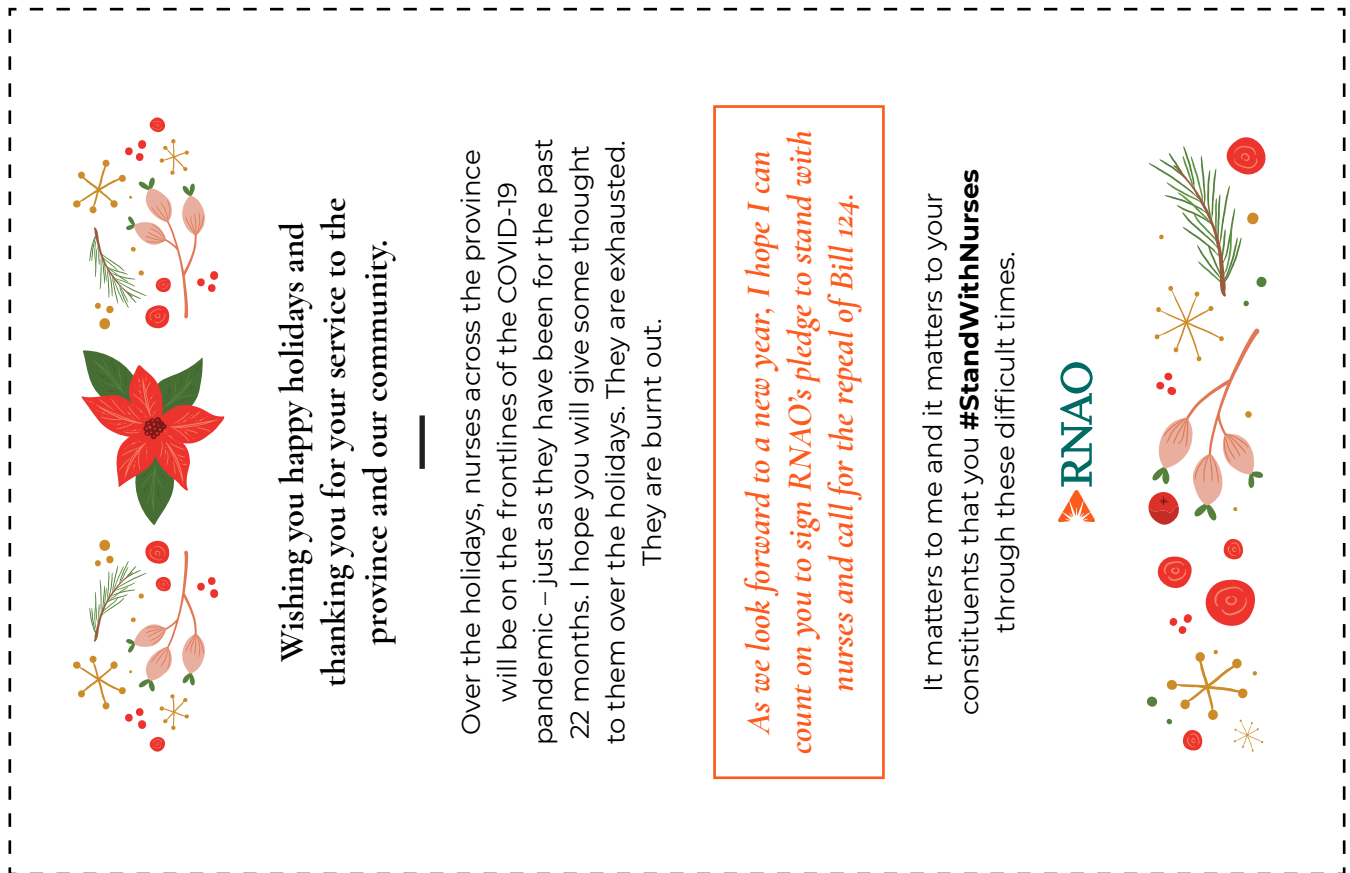 Wishing you happy holidays and
thanking you for your service to the
province and our community.
Over the holidays, nurses across the province
will be on the frontlines of the COVID-19
pandemic – just as they have been for the past
22 months. I hope you will give some thought
to them over the holidays. They are exhausted.
They are burnt out.
As we look forward to a new year, I hope I can
count on you to sign RNAO’s pledge to stand with
nurses and call for the repeal of Bill 124.
It matters to me and it matters to your
constituents that you #StandWithNurses
through these difficult times.
RNAO